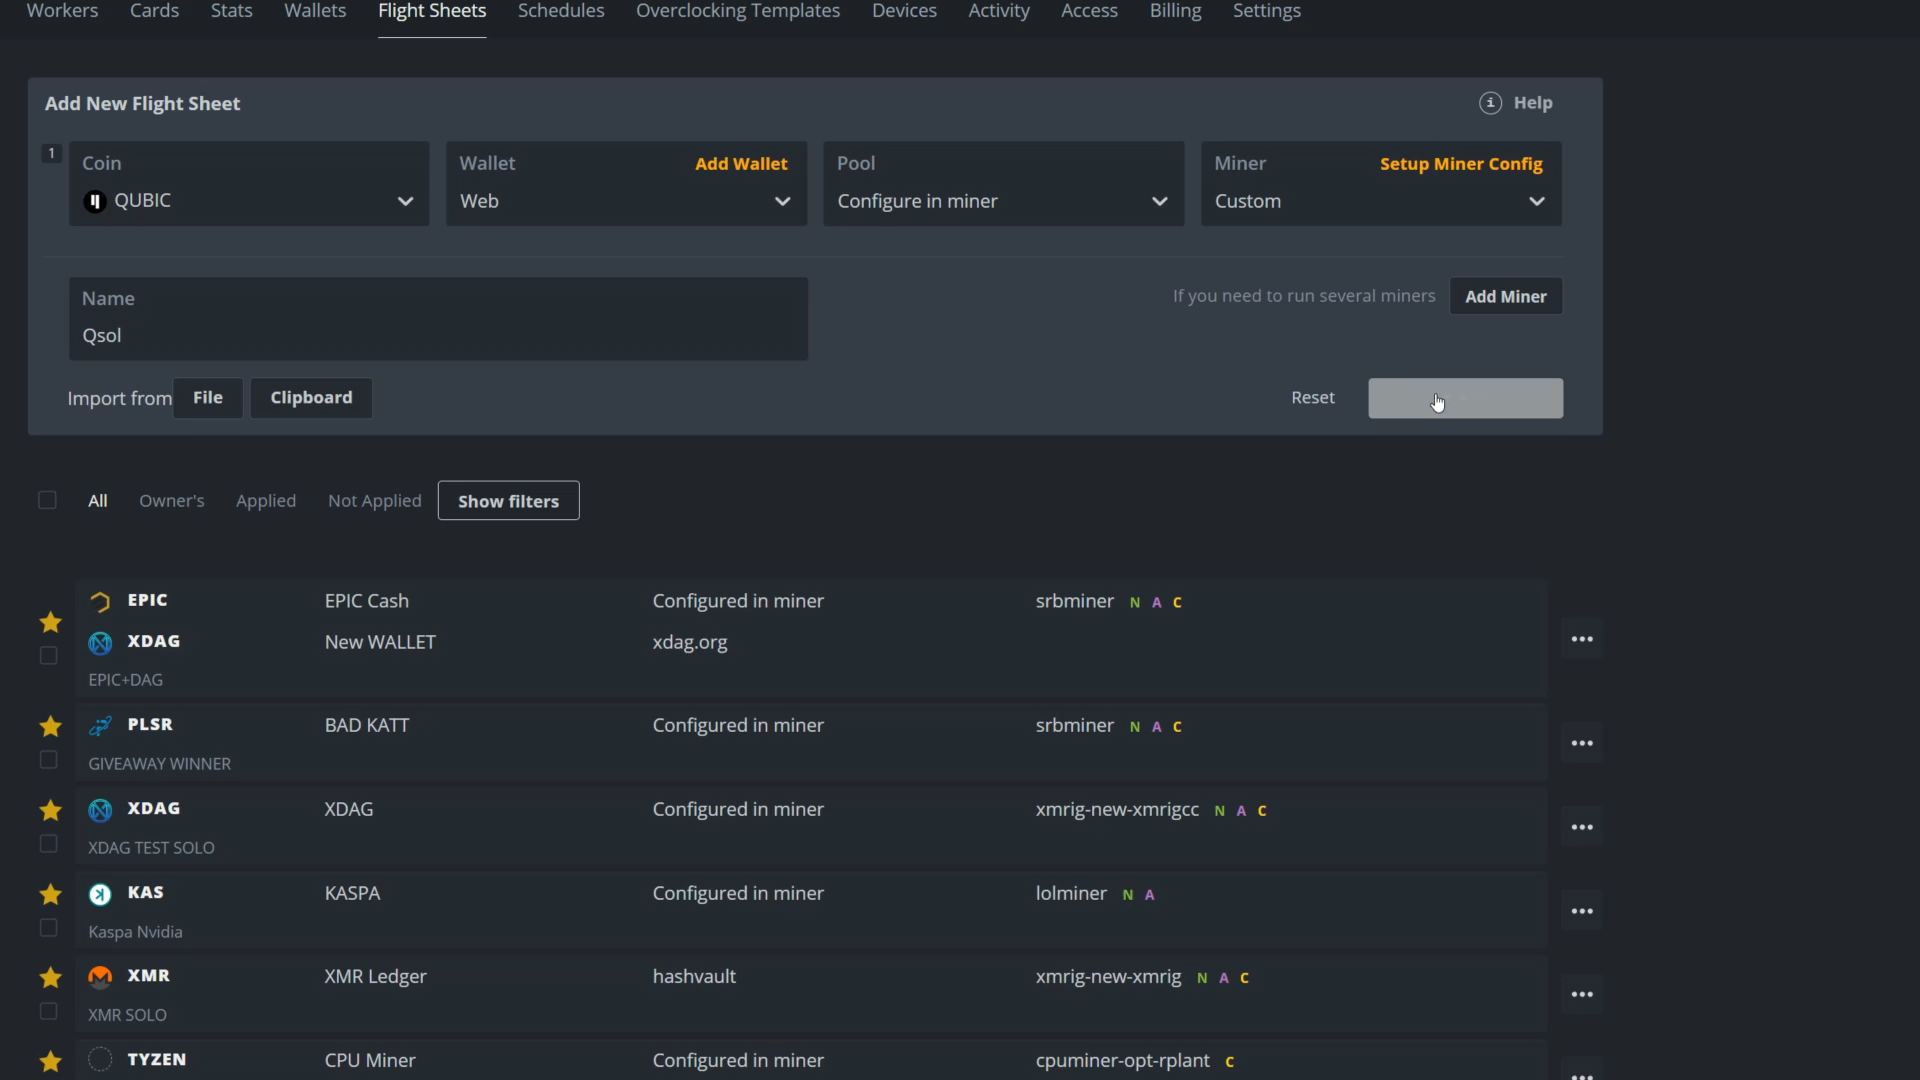 Workers Cards Stats Wallets Flight Sheets Schedules Overclocking Templates Devices Activity Access Billing Settings
Add New Flight Sheet
Help
1
Coin
QUBIC
Wallet Add Wallet
Web
Pool
Configure in miner
Miner Setup Miner Config
Custom
Name
Qsol
If you need to run several miners Add Miner
Import from File Clipboard
Reset
All Owner's Applied Not Applied Show filters
EPIC EPIC Cash Configured in miner srbminer N A C
XDAG New WALLET xdag.org
EPIC+DAG
PLSR BAD KATT Configured in miner srbminer N A C
GIVEAWAY WINNER
XDAG XDAG Configured in miner xmrig-new-xmrigcc N A C
XDAG TEST SOLO
KAS KASPA Configured in miner lolminer N A
Kaspa Nvidia
XMR XMR Ledger hashvault xmrig-new-xmrig N A C
XMR SOLO
TYZEN CPU Miner Configured in miner cpuminer-opt-rplant C